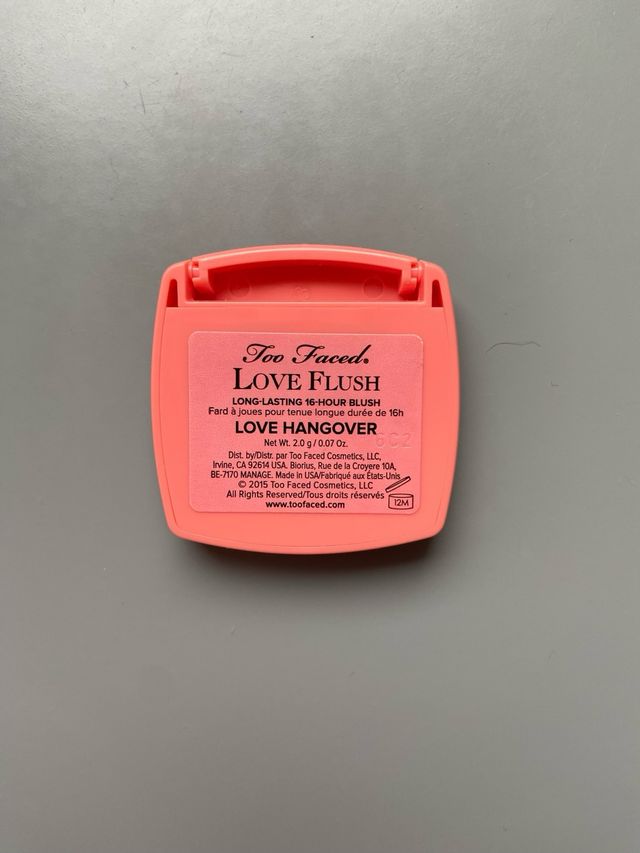 Too Faced.
LOVE FLUSH
LONG-LASTING 16-HOUR BLUSH
Fard à joues pour tenue longue durée de 16h
LOVE HANGOVER
6C2
Net Wt. 2.0 g / 0.07 Oz.
Dist. by/Distr. par Too Faced Cosmetics, LLC,
Irvine, CA 92614 USA. Biorius, Rue de la Croyere 10A,
BE-7170 MANAGE. Made in USA/Fabriqué aux États-Unis
© 2015 Too Faced Cosmetics, LLC
All Rights Reserved/Tous droits réservés
12M
www.toofaced.com